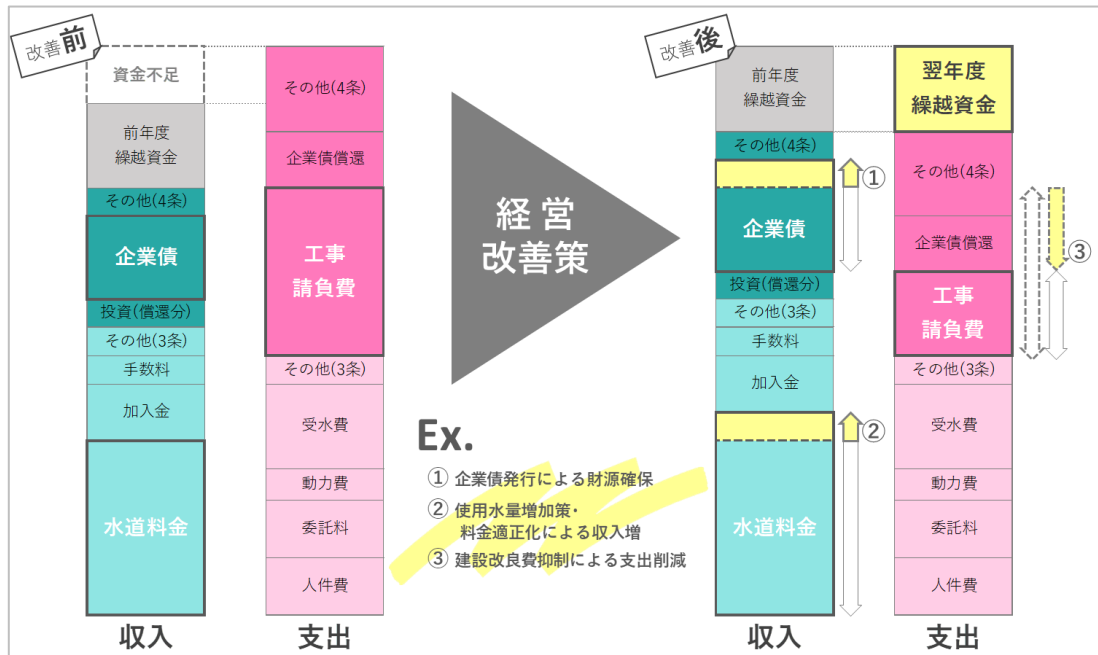 改善前
資金不足
前年度
繰越資金
その他(4条)
企業債
投資(償還分)
その他(3条)
手数料
加入金
水道料金
収入
その他(4条)
企業債償還
工事
請負費
その他(3条)
受水費
動力費
委託料
人件費
支出
経営
改善策
Ex.
① 企業債発行による財源確保
② 使用水量増加策・
料金適正化による収入増
③ 建設改良費抑制による支出削減
改善後
前年度
繰越資金
その他(4条)
①
企業債
投資(償還分)
その他(3条)
手数料
加入金
②
水道料金
収入
翌年度
繰越資金
その他(4条)
企業債償還
③
工事
請負費
その他(3条)
受水費
動力費
委託料
人件費
支出